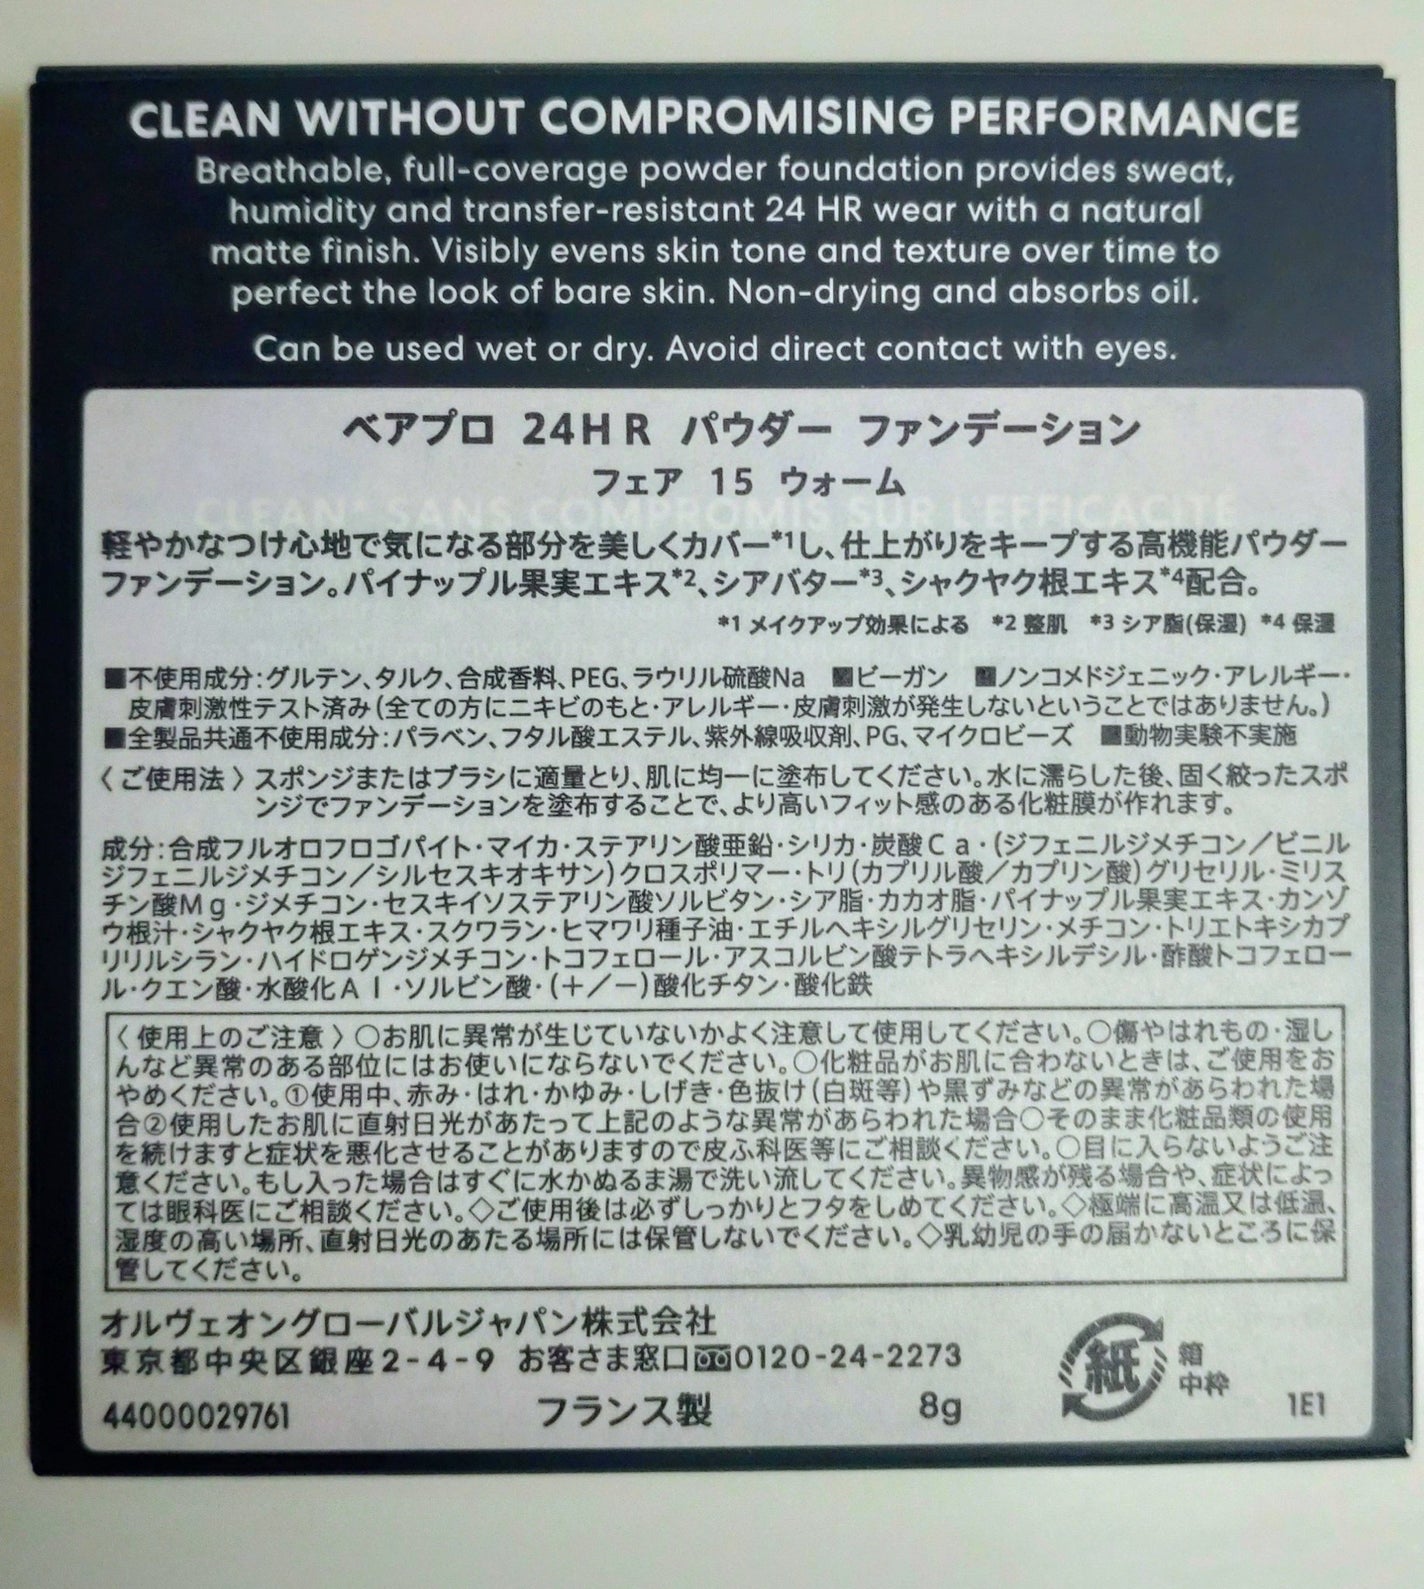 CLEAN WITHOUT COMPROMISING PERFORMANCE
Breathable, full-coverage powder foundation provides sweat,
humidity and transfer-resistant 24 HR wear with a natural
matte finish. Visibly evens skin tone and texture over time to
perfect the look of bare skin. Non-drying and absorbs oil.
Can be used wet or dry. Avoid direct contact with eyes.
ベアプロ 24HR パウダー ファンデーション
フェア 15 ウォーム
CLEAN* SANS COMPROMIS SUR L'EFFICACITÉ
軽やかなつけ心地で気になる部分を美しくカバー*1し、仕上がりをキープする高機能パウダー
ファンデーション。パイナップル果実エキス*2、シアバター*3、シャクヤク根エキス*4配合。
*1 メイクアップ効果による *2 整肌 *3 シア脂(保湿) *4 保湿
■不使用成分:グルテン、タルク、合成香料、PEG、ラウリル硫酸Na ■ビーガン ■ノンコメドジェニック・アレルギー・
皮膚刺激性テスト済み(全ての方にニキビのもと・アレルギー・皮膚刺激が発生しないということではありません。)
■全製品共通不使用成分:パラベン、フタル酸エステル、紫外線吸収剤、PG、マイクロビーズ ■動物実験不実施
〈ご使用法〉スポンジまたはブラシに適量とり、肌に均一に塗布してください。水に濡らした後、固く絞ったスポ
ンジでファンデーションを塗布することで、より高いフィット感のある化粧膜が作れます。
成分:合成フルオロフロゴパイト・マイカ・ステアリン酸亜鉛・シリカ・炭酸Ca・(ジフェニルジメチコン/ビニル
ジフェニルジメチコン/シルセスキオキサン)クロスポリマー・トリ(カプリル酸/カプリン酸)グリセリル・ミリス
チン酸Mg・ジメチコン・セスキイソステアリン酸ソルビタン・シア脂・カカオ脂・パイナップル果実エキス・カンゾ
ウ根汁・シャクヤク根エキス・スクワラン・ヒマワリ種子油・エチルヘキシルグリセリン・メチコン・トリエトキシカプ
リリルシラン・ハイドロゲンジメチコン・トコフェロール・アスコルビン酸テトラヘキシルデシル・酢酸トコフェロー
ル・クエン酸・水酸化Al・ソルビン酸・(+/−)酸化チタン・酸化鉄
〈使用上のご注意〉○お肌に異常が生じていないかよく注意して使用してください。○傷やはれもの・湿し
んなど異常のある部位にはお使いにならないでください。○化粧品がお肌に合わないときは、ご使用をお
やめください。①使用中、赤み・はれ・かゆみ・しげき・色抜け(白斑等)や黒ずみなどの異常があらわれた場
合②使用したお肌に直射日光があたって上記のような異常があらわれた場合○そのまま化粧品類の使用
を続けますと症状を悪化させることがありますので皮ふ科医等にご相談ください。○目に入らないようご注
意ください。もし入った場合はすぐに水かぬるま湯で洗い流してください。異物感が残る場合や、症状によっ
ては眼科医にご相談ください。◇ご使用後は必ずしっかりとフタをしめてください。◇極端に高温又は低温、
湿度の高い場所、直射日光のあたる場所には保管しないでください。◇乳幼児の手の届かないところに保
管してください。
オルヴェオングローバルジャパン株式会社
東京都中央区銀座2-4-9 お客さま窓口 0120-24-2273
44000029761 フランス製 8g
紙 箱
中枠
1E1